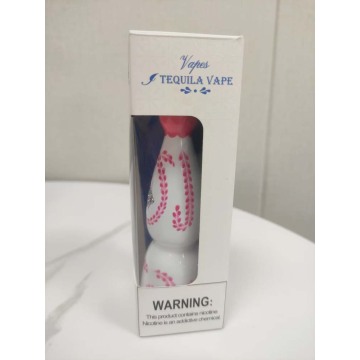 Vapes
TEQUILA VAPE
WARNING:
This product contains nicotine
Nicotine is an addictive chemical